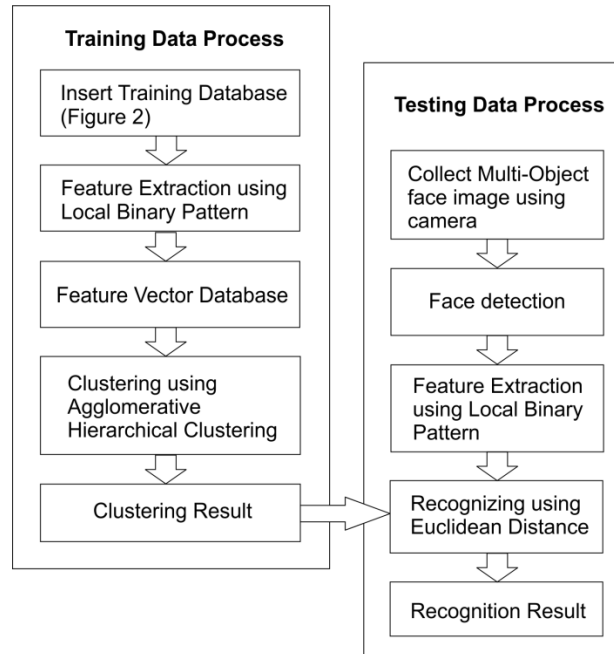 Training Data Process
Insert Training Database
(Figure 2)
Feature Extraction using
Local Binary Pattern
Feature Vector Database
Clustering using
Agglomerative
Hierarchical Clustering
Clustering Result
Testing Data Process
Collect Multi-Object
face image using
camera
Face detection
Feature Extraction
using Local Binary
Pattern
Recognizing using
Euclidean Distance
Recognition Result